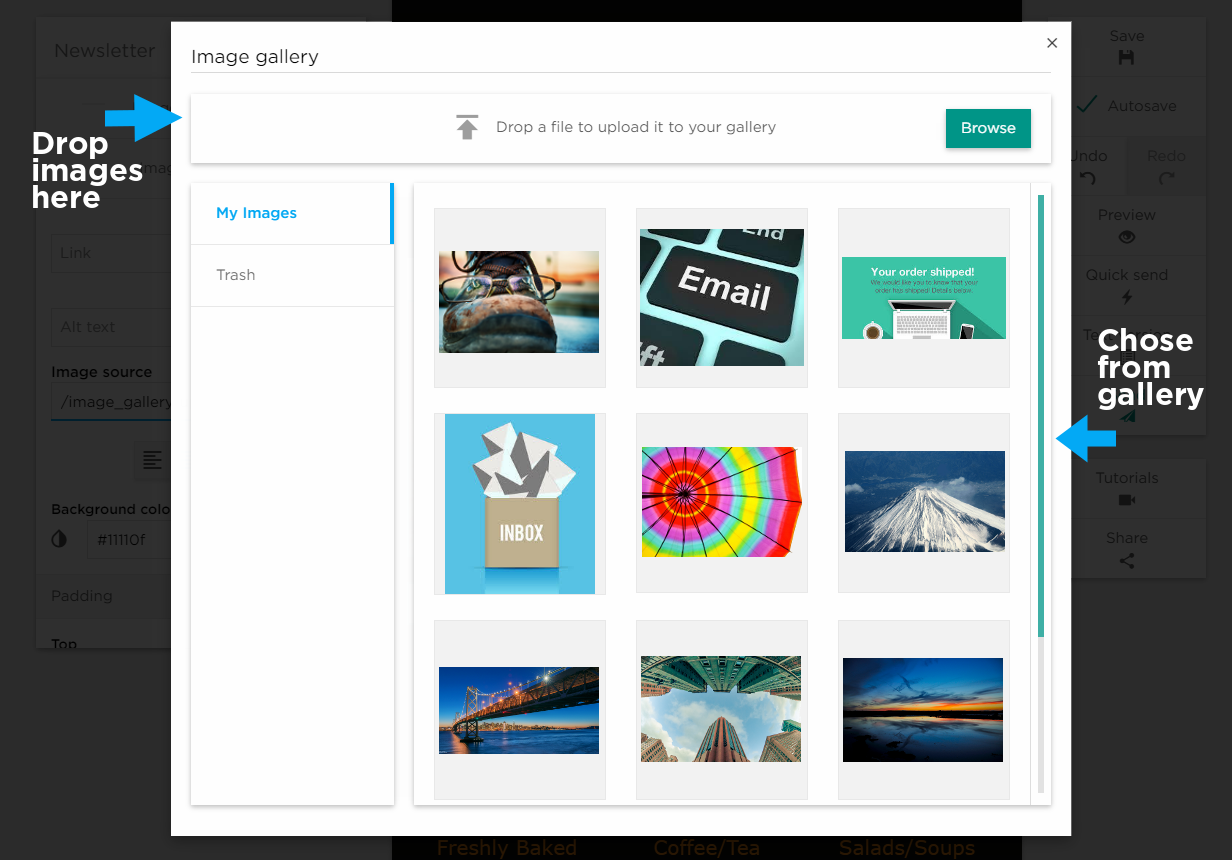 Newsletter
Image gallery
×
Save
Autosave
Drop a file to upload it to your gallery
Browse
Drop
images
here
Undo
Redo
My Images
Trash
Link
Alt text
Image source
/image_gallery
Background colo
#11110f
Padding
Top
End
Email
Your order shipped!
We would like you to know that your
order has shipped! Details below.
INBOX
Preview
Quick send
Chose
from
gallery
Tutorials
Share
Freshly Baked
Coffee/Tea
Salads/Soups